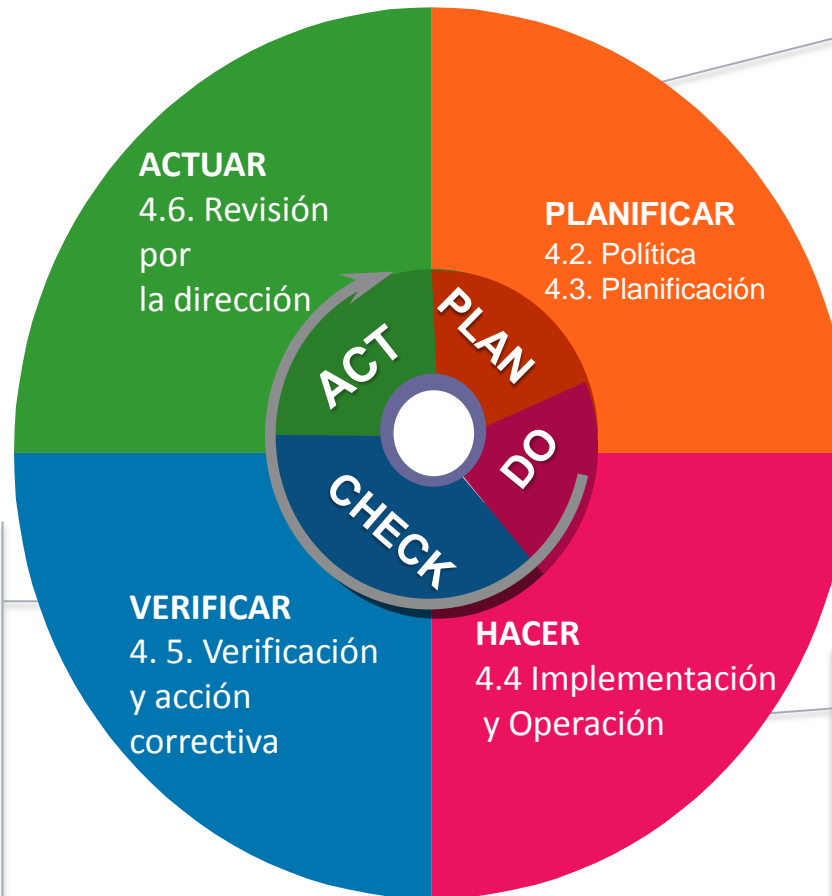 ACTUAR
4.6. Revisión
por
la dirección
PLANIFICAR
4.2. Política
4.3. Planificación
ACT
PLAN
DO
CHECK
VERIFICAR
4. 5. Verificación
y acción
correctiva
HACER
4.4 Implementación
y Operación